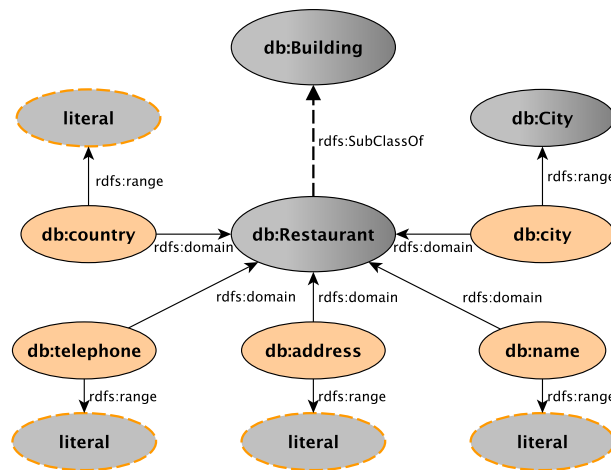 db:Building
literal
db:City
rdfs:SubClassOf
rdfs:range
rdfs:range
db:country
db:Restaurant
db:city
rdfs:domain
rdfs:domain
rdfs:domain
rdfs:domain
rdfs:domain
db:telephone
db:address
db:name
rdfs:range
rdfs:range
rdfs:range
literal
literal
literal